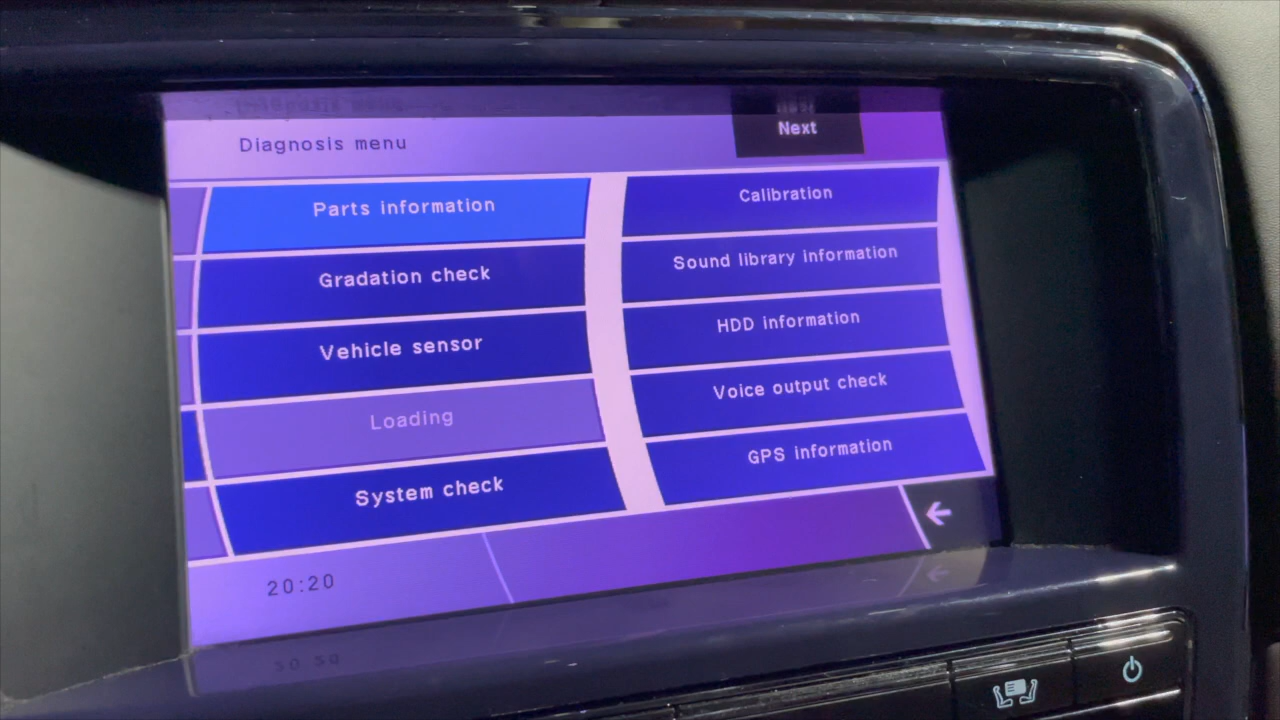 Diagnosis menu
Next
Parts information
Calibration
Gradation check
Sound library information
Vehicle sensor
HDD information
Loading
Voice output check
System check
GPS information
20:20